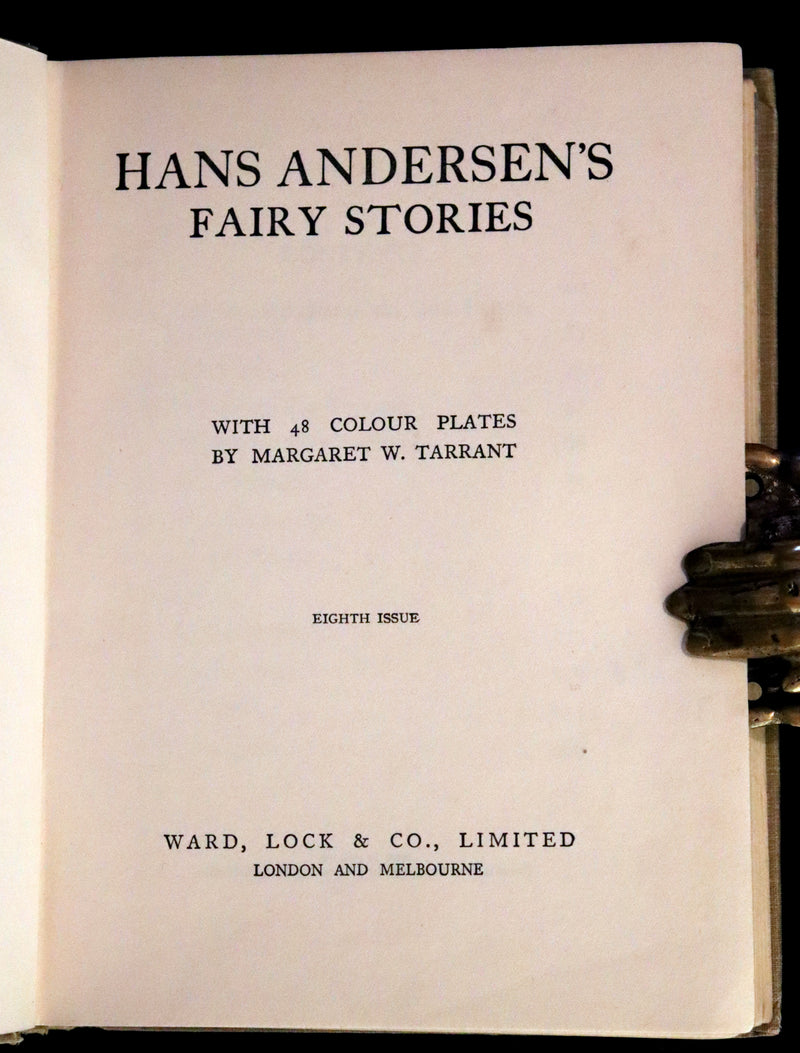 HANS ANDERSEN'S
FAIRY STORIES
WITH 48 COLOUR PLATES
BY MARGARET W. TARRANT
EIGHTH ISSUE
WARD, LOCK & CO., LIMITED
LONDON AND MELBOURNE